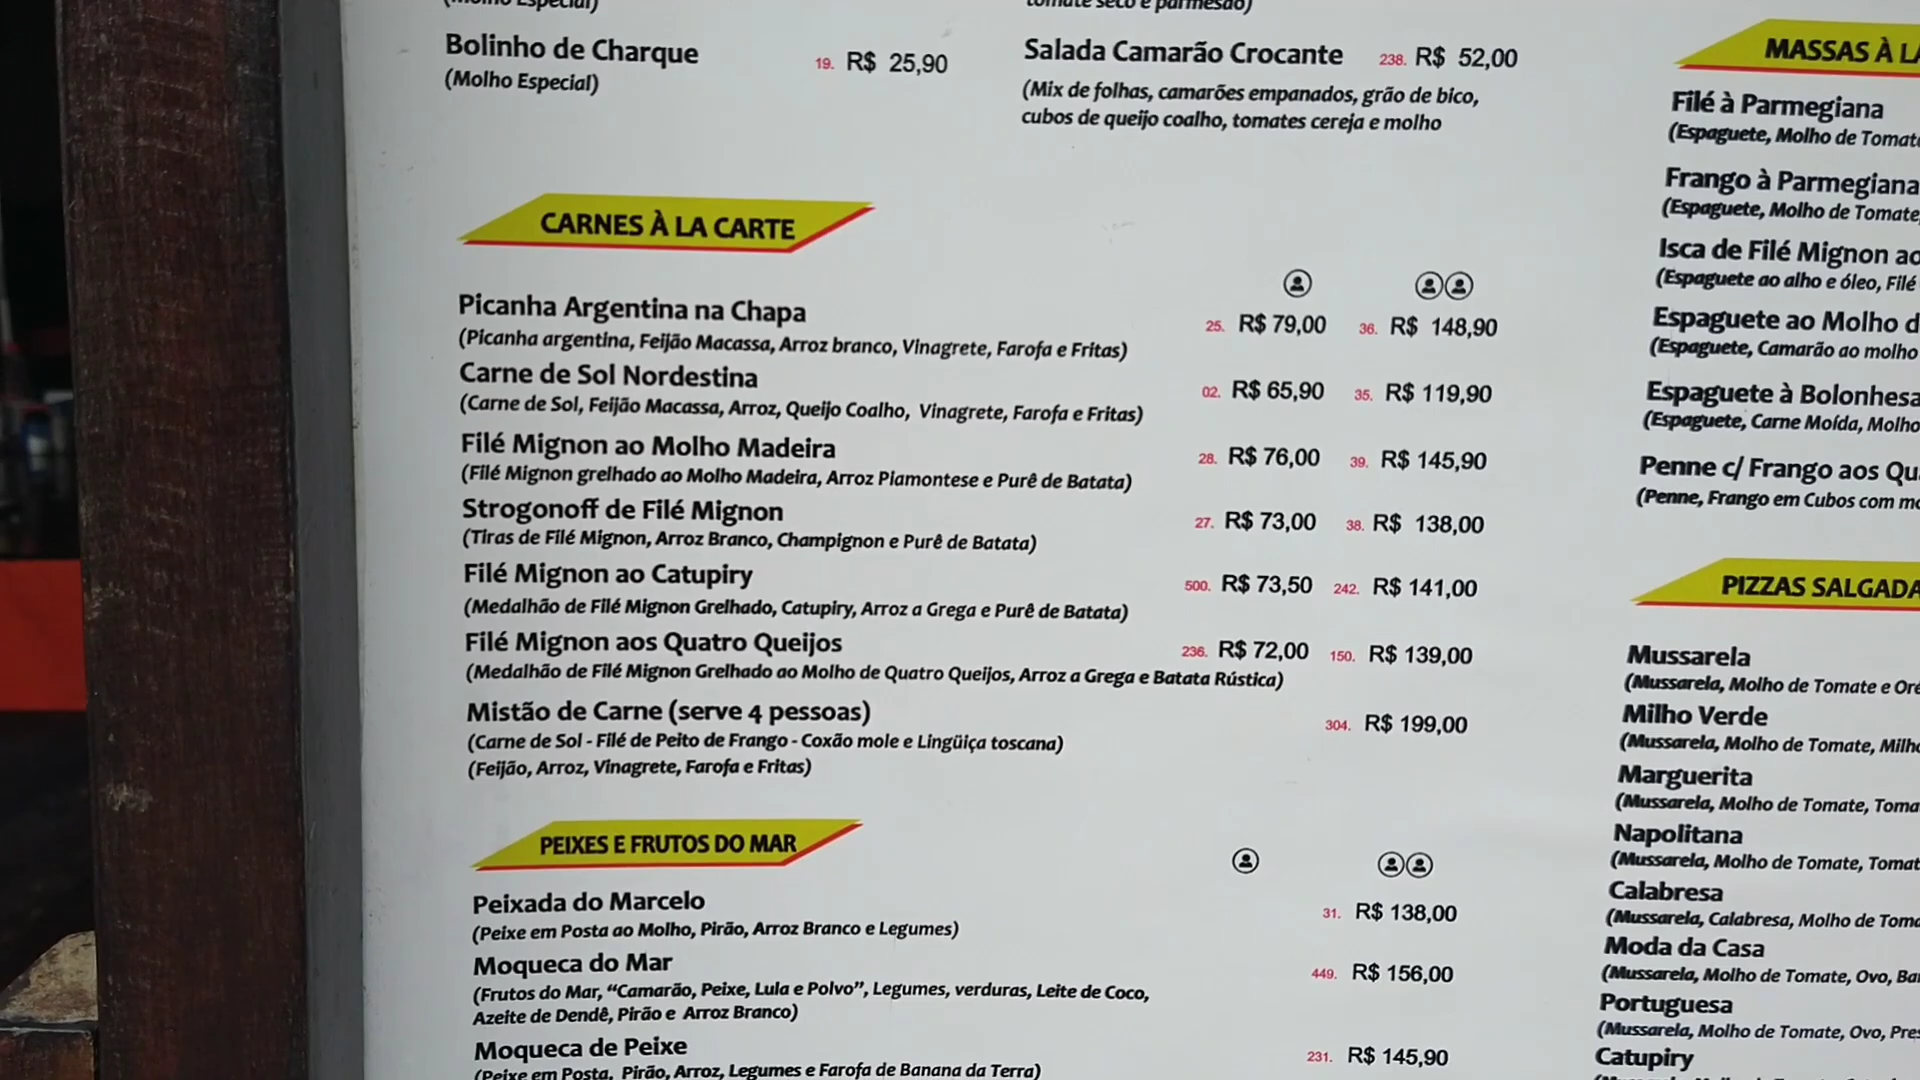 Bolinho de Charque 19. R$ 25,90
(Molho Especial)
tomate seco e parmesão)
Salada Camarão Crocante 238. R$ 52,00
(Mix de folhas, camarões empanados, grão de bico,
cubos de queijo coalho, tomates cereja e molho
CARNES À LA CARTE
Picanha Argentina na Chapa 25. R$ 79,00 36. R$ 148,90
(Picanha argentina, Feijão Macassa, Arroz branco, Vinagrete, Farofa e Fritas)
Carne de Sol Nordestina 02. R$ 65,90 35. R$ 119,90
(Carne de Sol, Feijão Macassa, Arroz, Queijo Coalho, Vinagrete, Farofa e Fritas)
Filé Mignon ao Molho Madeira 28. R$ 76,00 39. R$ 145,90
(Filé Mignon grelhado ao Molho Madeira, Arroz Piamontese e Purê de Batata)
Strogonoff de Filé Mignon 27. R$ 73,00 38. R$ 138,00
(Tiras de Filé Mignon, Arroz Branco, Champignon e Purê de Batata)
Filé Mignon ao Catupiry 500. R$ 73,50 242. R$ 141,00
(Medalhão de Filé Mignon Grelhado, Catupiry, Arroz a Grega e Purê de Batata)
Filé Mignon aos Quatro Queijos 236. R$ 72,00 150. R$ 139,00
(Medalhão de Filé Mignon Grelhado ao Molho de Quatro Queijos, Arroz a Grega e Batata Rústica)
Mistão de Carne (serve 4 pessoas) 304. R$ 199,00
(Carne de Sol - Filé de Peito de Frango - Coxão mole e Lingüiça toscana)
(Feijão, Arroz, Vinagrete, Farofa e Fritas)
PEIXES E FRUTOS DO MAR
Peixada do Marcelo 31. R$ 138,00
(Peixe em Posta ao Molho, Pirão, Arroz Branco e Legumes)
Moqueca do Mar 449. R$ 156,00
(Frutos do Mar, “Camarão, Peixe, Lula e Polvo”, Legumes, verduras, Leite de Coco,
Azeite de Dendê, Pirão e Arroz Branco)
Moqueca de Peixe 231. R$ 145,90
(Peixe em Posta, Pirão, Arroz, Legumes e Farofa de Banana da Terra)
MASSAS À
Filé à Parmegiana
(Espaguete, Molho de
Frango à Parmegiana
(Espaguete, Molho de Tomate,
Isca de Filé Mignon ao
(Espaguete ao alho e óleo, Filé
Espaguete ao Molho
(Espaguete, Camarão ao molho
Espaguete à Bolonhesa
(Espaguete, Carne Moída, Molho
Penne c/ Frango aos
(Penne, Frango em Cubos com
PIZZAS
Mussarela
(Mussarela, Molho de Tomate e
Milho Verde
(Mussarela, Molho de Tomate,
Marguerita
(Mussarela, Molho de Tomate,
Napolitana
(Mussarela, Molho de Tomate,
Calabresa
(Mussarela, Calabresa, Molho de
Moda da Casa
(Mussarela, Molho de Tomate, Ovo,
Portuguesa
(Mussarela, Molho de Tomate, Ovo,
Catupiry